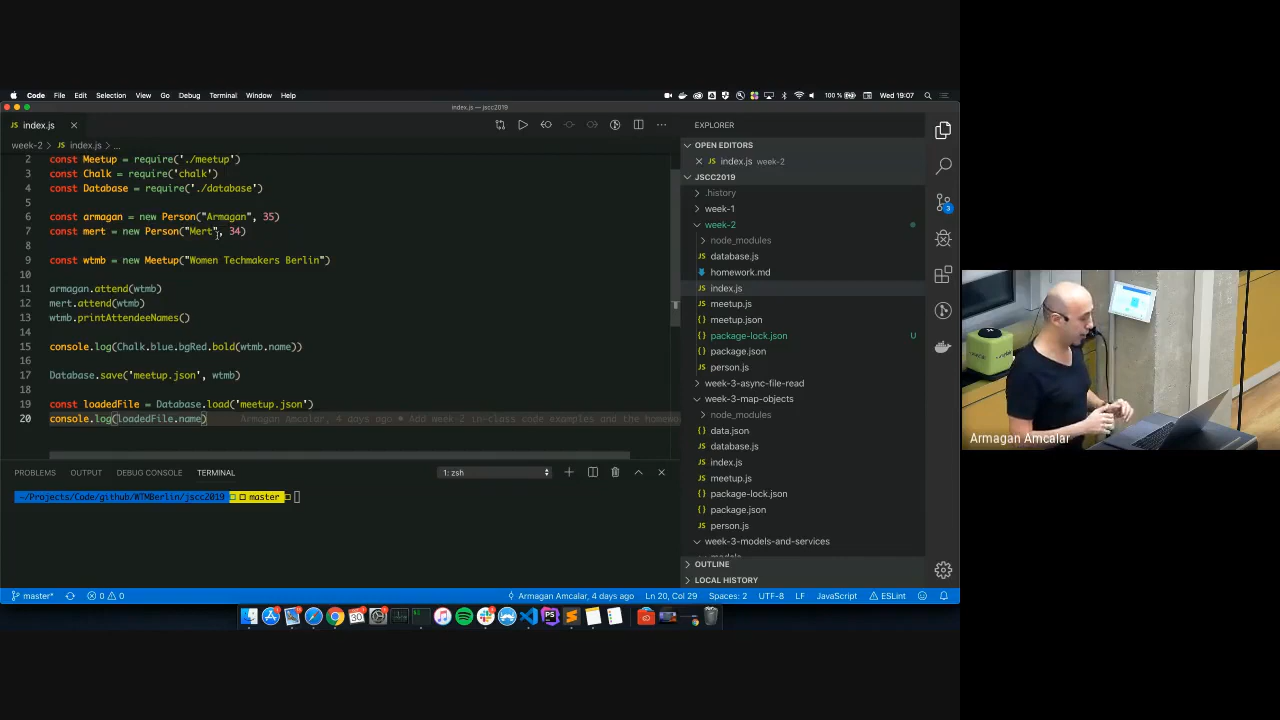 Code File Edit Selection View Go Debug Terminal Window Help
100 % Wed 19:07
index.js — jscc2019
JS index.js
week-2 › JS index.js › ...
2 const Meetup = require('./meetup')
3 const Chalk = require('chalk')
4 const Database = require('./database')
5
6 const armagan = new Person("Armagan", 35)
7 const mert = new Person("Mert", 34)
8
9 const wtmb = new Meetup("Women Techmakers Berlin")
10
11 armagan.attend(wtmb)
12 mert.attend(wtmb)
13 wtmb.printAttendeeNames()
14
15 console.log(Chalk.blue.bgRed.bold(wtmb.name))
16
17 Database.save('meetup.json', wtmb)
18
19 const loadedFile = Database.load('meetup.json')
20 console.log(loadedFile.name) Armagan Amcalar, 4 days ago • Add week-2 in-class code examples and the homewo
PROBLEMS OUTPUT DEBUG CONSOLE TERMINAL 1: zsh
~/Projects/Code/github/WTMBerlin/jscc2019 master
EXPLORER
OPEN EDITORS
JS index.js week-2
JSCC2019
.history
week-1
week-2
node_modules
database.js
homework.md
index.js
meetup.js
meetup.json
package-lock.json U
package.json
person.js
week-3-async-file-read
week-3-map-objects
node_modules
data.json
database.js
index.js
meetup.js
package-lock.json
package.json
person.js
week-3-models-and-services
models
OUTLINE
LOCAL HISTORY
3
master* 0 0 Armagan Amcalar, 4 days ago Ln 20, Col 29 Spaces: 2 UTF-8 LF JavaScript ESLint
Armagan Amcalar